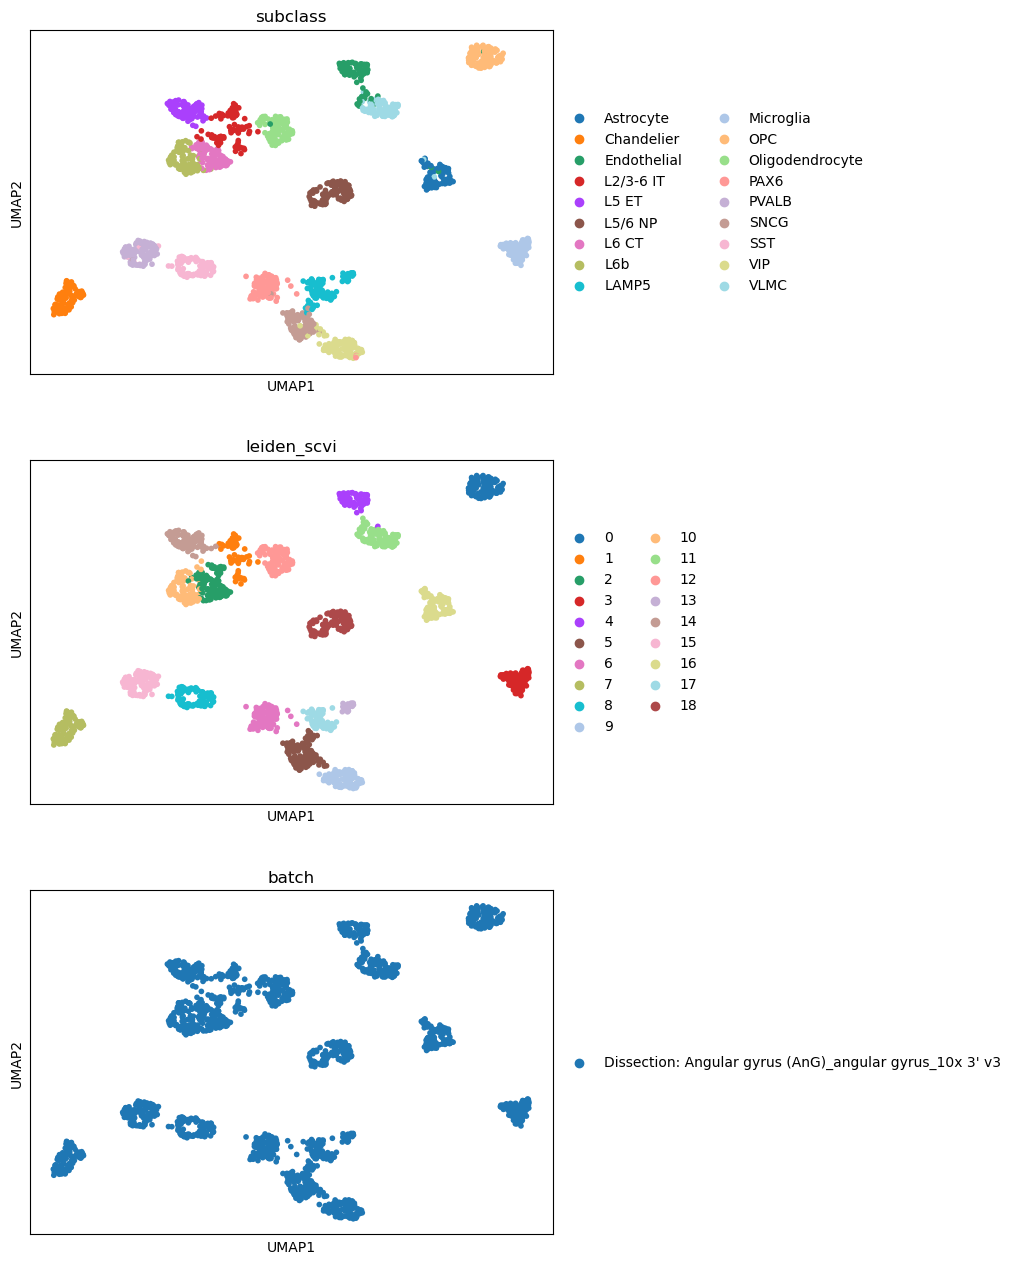 subclass
UMAP2
UMAP1
Astrocyte
Chandelier
Endothelial
L2/3-6 IT
L5 ET
L5/6 NP
L6 CT
L6b
LAMP5
Microglia
OPC
Oligodendrocyte
PAX6
PVALB
SNCG
SST
VIP
VLMC
leiden_scvi
UMAP2
UMAP1
0
1
2
3
4
5
6
7
8
9
10
11
12
13
14
15
16
17
18
batch
UMAP2
UMAP1
Dissection: Angular gyrus (AnG)_angular gyrus_10x 3' v3